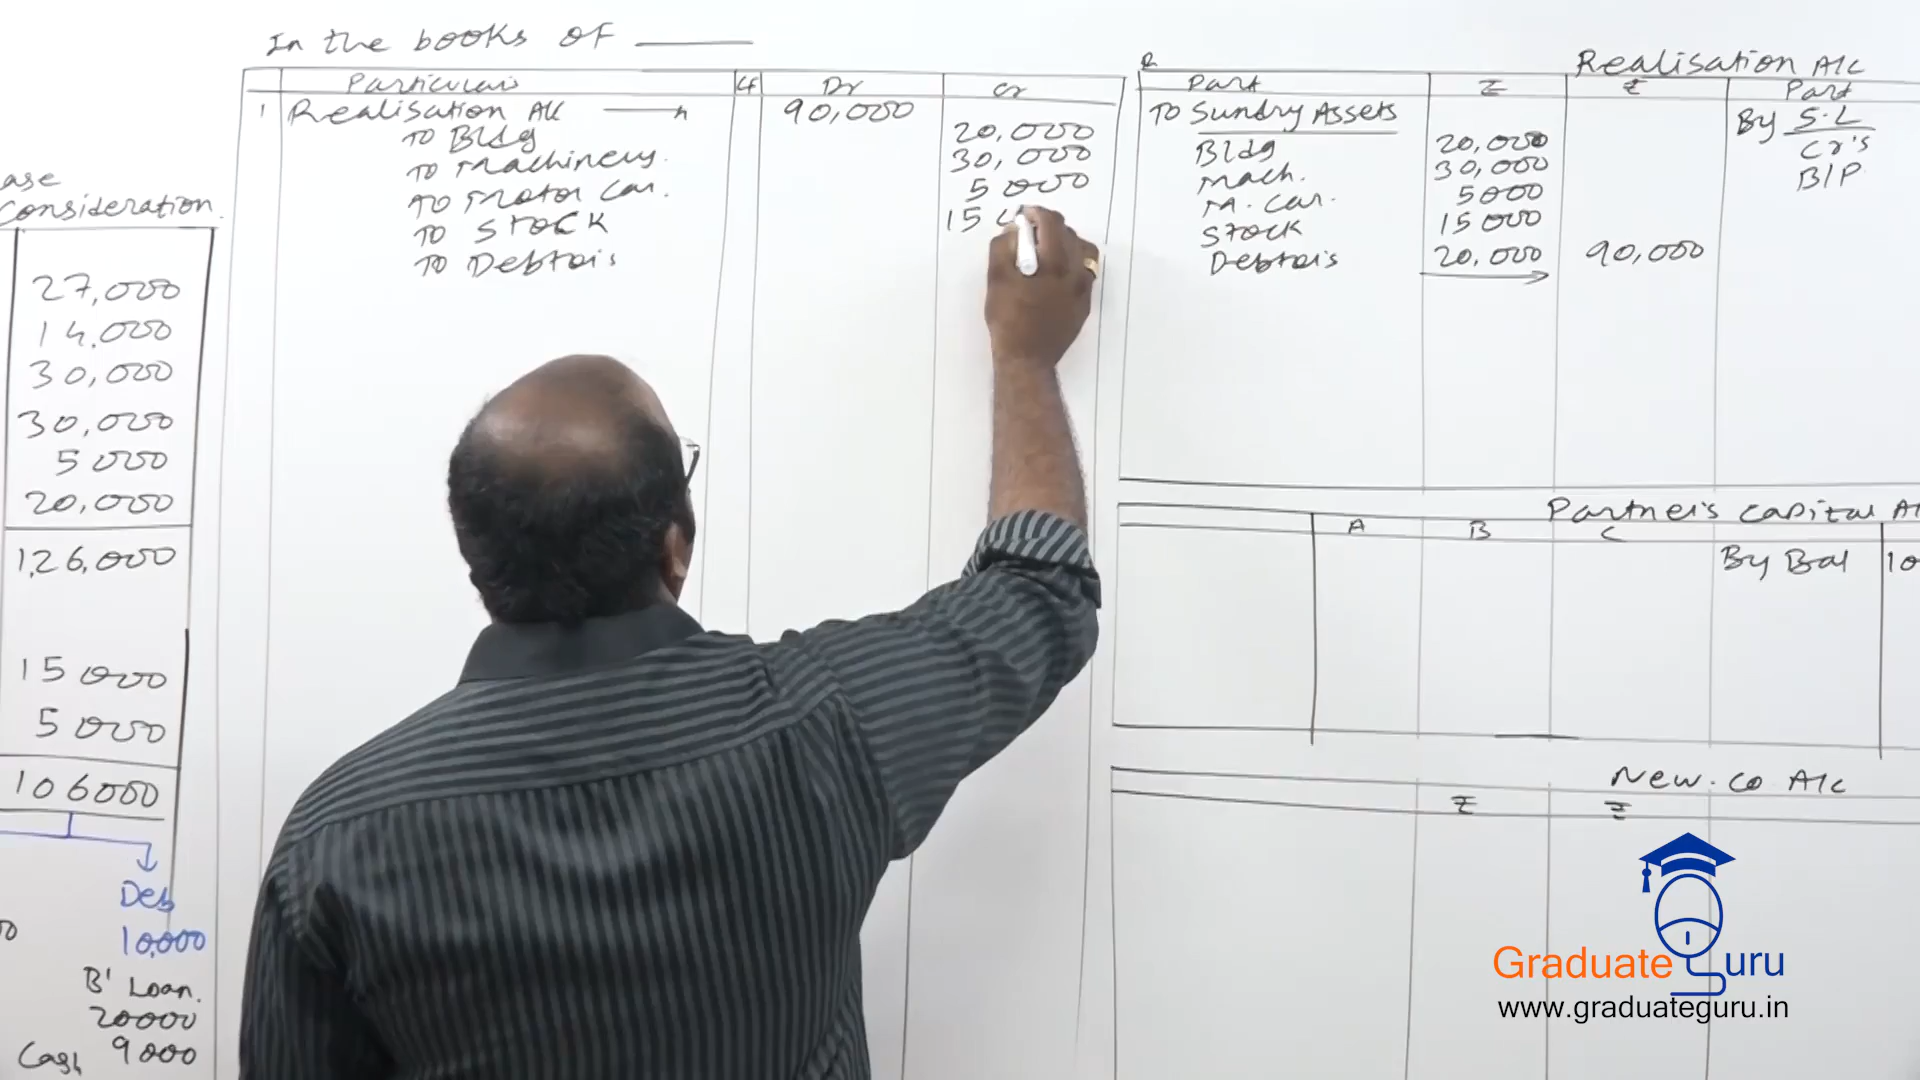 ase
Consideration.
27,000
14,000
30,000
30,000
5000
20,000
1,26,000
15000
5000
106000
Deb
10,000
B' Loan.
20000
Cash 9000
In the books of
Particulars LF Dr Cr
1 Realisation A/c 90,000
To Bldg 20,000
To Machinery. 30,000
To Motor Car. 5000
To Stock 15
To Debtors
Realisation A/c
Part ₹ ₹ Part
To Sundry Assets By S.L
Bldg 20,000 Cr's
Mach. 30,000 B/P
M. Car. 5000
Stock 15000
Debtors 20,000 90,000
Partner's Capital A
A B C
By Bal 10
New. Co A/c
₹ ₹
Graduate Guru
www.graduateguru.in